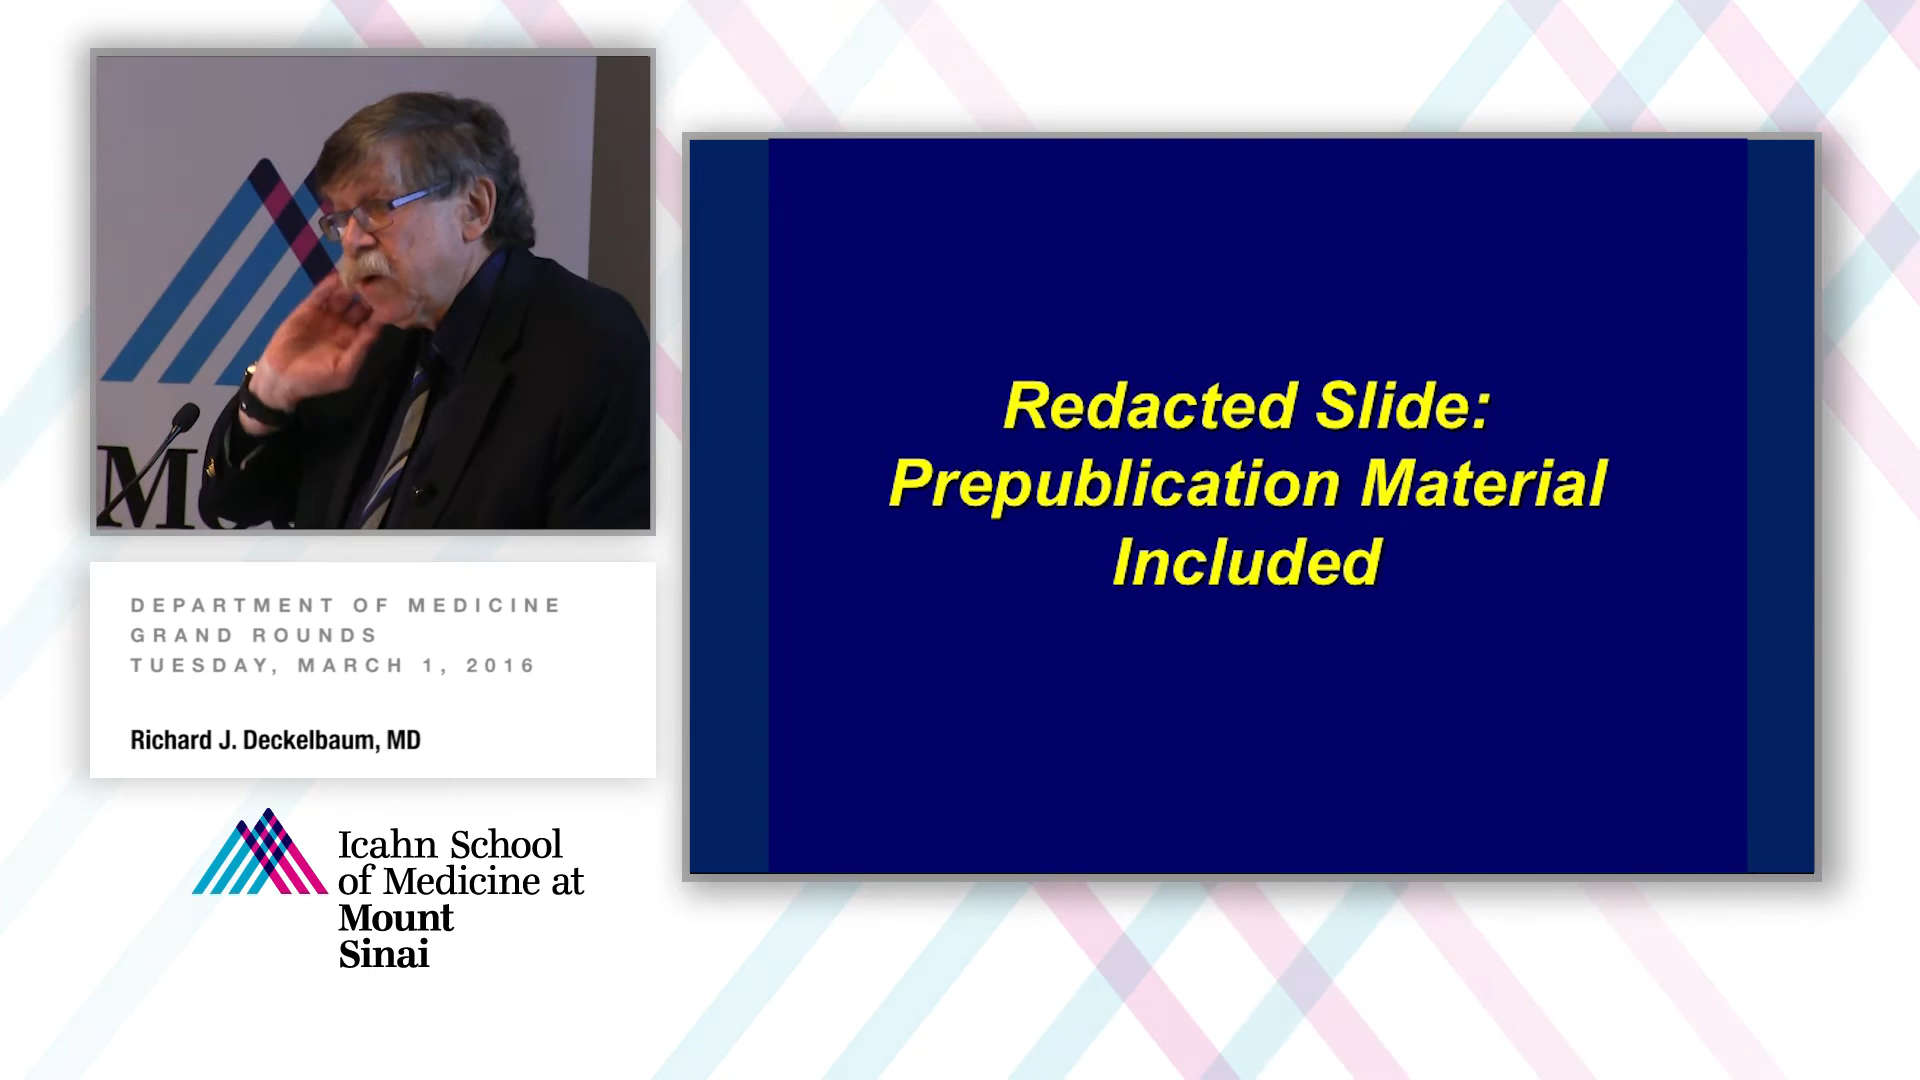 DEPARTMENT OF MEDICINE
GRAND ROUNDS
TUESDAY, MARCH 1, 2016
Richard J. Deckelbaum, MD
Icahn School
of Medicine at
Mount
Sinai
Redacted Slide:
Prepublication Material
Included